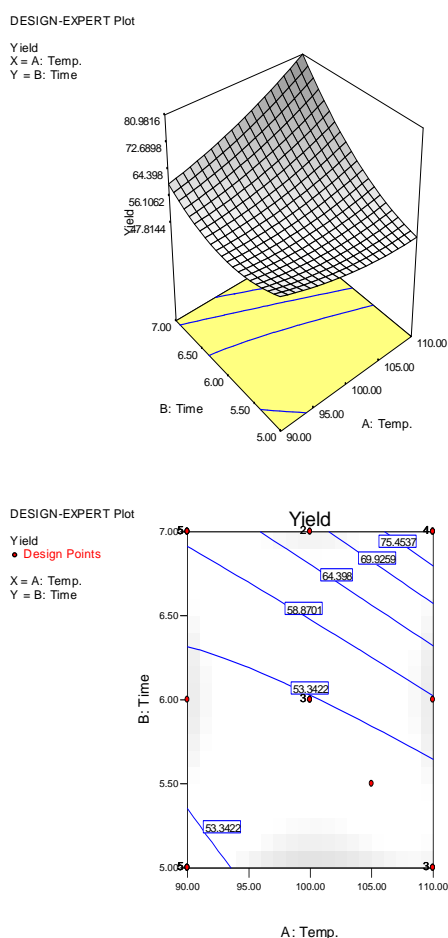 DESIGN-EXPERT Plot
Yield
X = A: Temp.
Y = B: Time
80.9816
72.6898
64.398
56.1062
47.8144
Yield
7.00
6.50
6.00
5.50
5.00
90.00
95.00
100.00
105.00
110.00
B: Time
A: Temp.
DESIGN-EXPERT Plot
Yield
Design Points
X = A: Temp.
Y = B: Time
Yield
7.00
6.50
6.00
5.50
5.00
B: Time
5
2
4
75.4537
69.9259
64.398
58.8701
53.3422
3
53.3422
5
3
90.00 95.00 100.00 105.00 110.00
A: Temp.